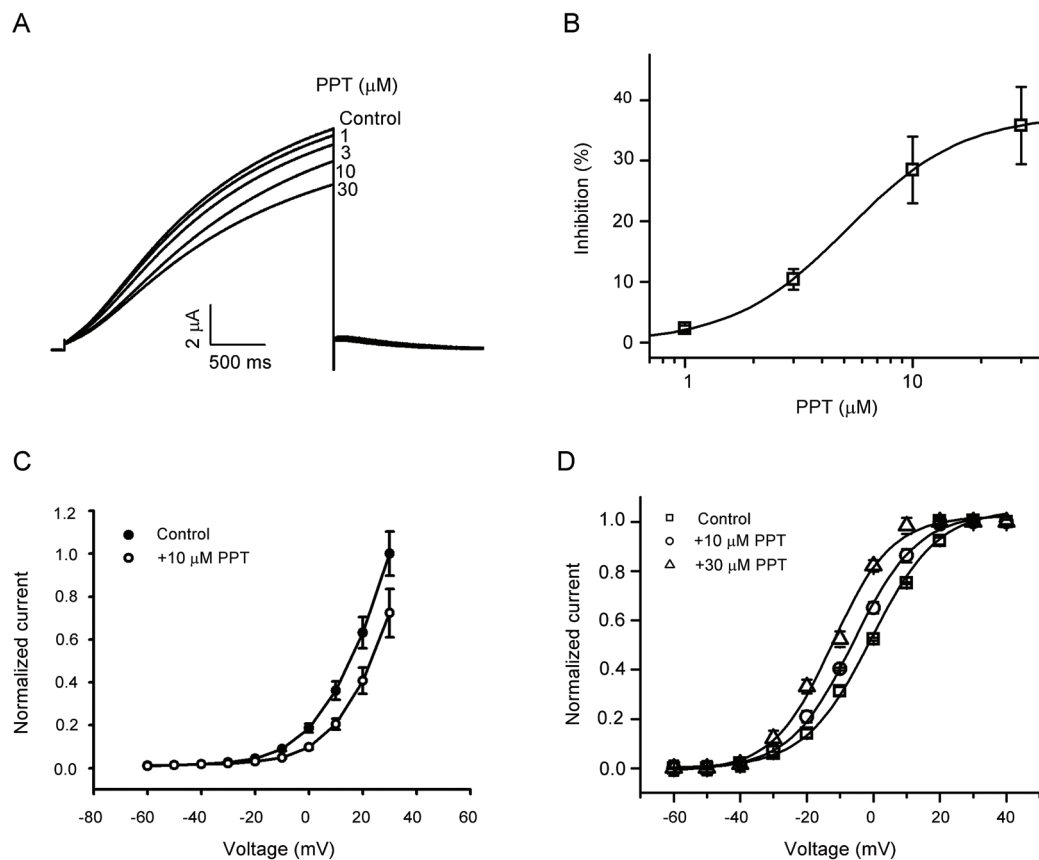 A
PPT (μM)
Control
1
3
10
30
2 μA
500 ms
B
Inhibition (%)
40
30
20
10
0
1
10
PPT (μM)
C
Normalized current
1.2
1.0
0.8
0.6
0.4
0.2
0.0
Control
+10 μM PPT
-80 -60 -40 -20 0 20 40 60
Voltage (mV)
D
Normalized current
1.0
0.8
0.6
0.4
0.2
0.0
Control
+10 μM PPT
+30 μM PPT
-60 -40 -20 0 20 40
Voltage (mV)